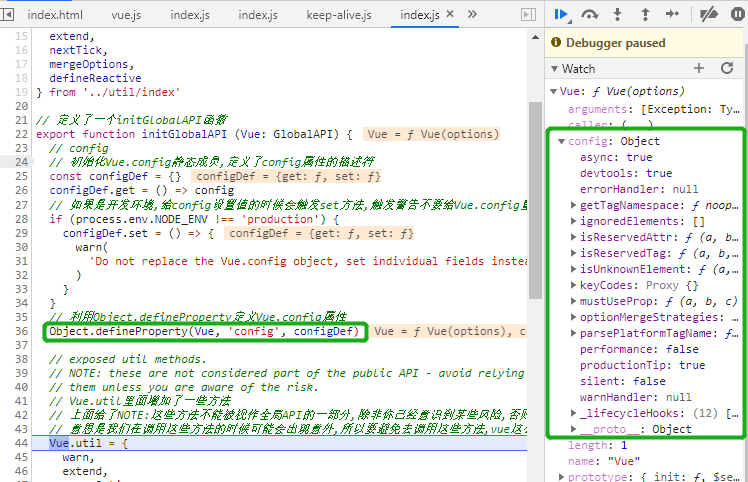 index.html vue.js index.js index.js keep-alive.js index.js × »
15 extend,
16 nextTick,
17 mergeOptions,
18 defineReactive
19 } from '../util/index'
20
21 // 定义了一个initGlobalAPI函数
22 export function initGlobalAPI (Vue: GlobalAPI) { Vue = ƒ Vue(options)
23 // config
24 // 初始化Vue.config静态成员,定义了config属性的描述符
25 const configDef = {} configDef = {get: ƒ, set: ƒ}
26 configDef.get = () => config
27 // 如果是开发环境,给config设置值的时候会触发set方法,触发警告不要给Vue.config
28 if (process.env.NODE_ENV !== 'production') {
29 configDef.set = () => { configDef = {get: ƒ, set: ƒ}
30 warn(
31 'Do not replace the Vue.config object, set individual fields instea
32 )
33 }
34 }
35 // 利用Object.defineProperty定义Vue.config属性
36 Object.defineProperty(Vue, 'config', configDef) Vue = ƒ Vue(options), c
37
38 // exposed util methods.
39 // NOTE: these are not considered part of the public API - avoid relying
40 // them unless you are aware of the risk.
41 // Vue.util里面增加了一些方法
42 // 上面给了NOTE:这些方法不能被视作全局API的一部分,除非你已经意识到某些风险,否则
43 // 意思是我们在调用这些方法的时候可能会出现意外,所以要避免去调用这些方法,vue这
44 Vue.util = {
45 warn,
46 extend,
Debugger paused
Watch
Vue: ƒ Vue(options)
arguments: [Exception: Ty
caller: (...)
config: Object
async: true
devtools: true
errorHandler: null
getTagNamespace: ƒ noop
ignoredElements: []
isReservedAttr: ƒ (a, b
isReservedTag: ƒ (a, b,
isUnknownElement: ƒ (a,
keyCodes: Proxy {}
mustUseProp: ƒ (a, b, c)
optionMergeStrategies:
parsePlatformTagName: ƒ
performance: false
productionTip: true
silent: false
warnHandler: null
_lifecycleHooks: (12) [
__proto__: Object
length: 1
name: "Vue"
prototype: { init: ƒ, $se